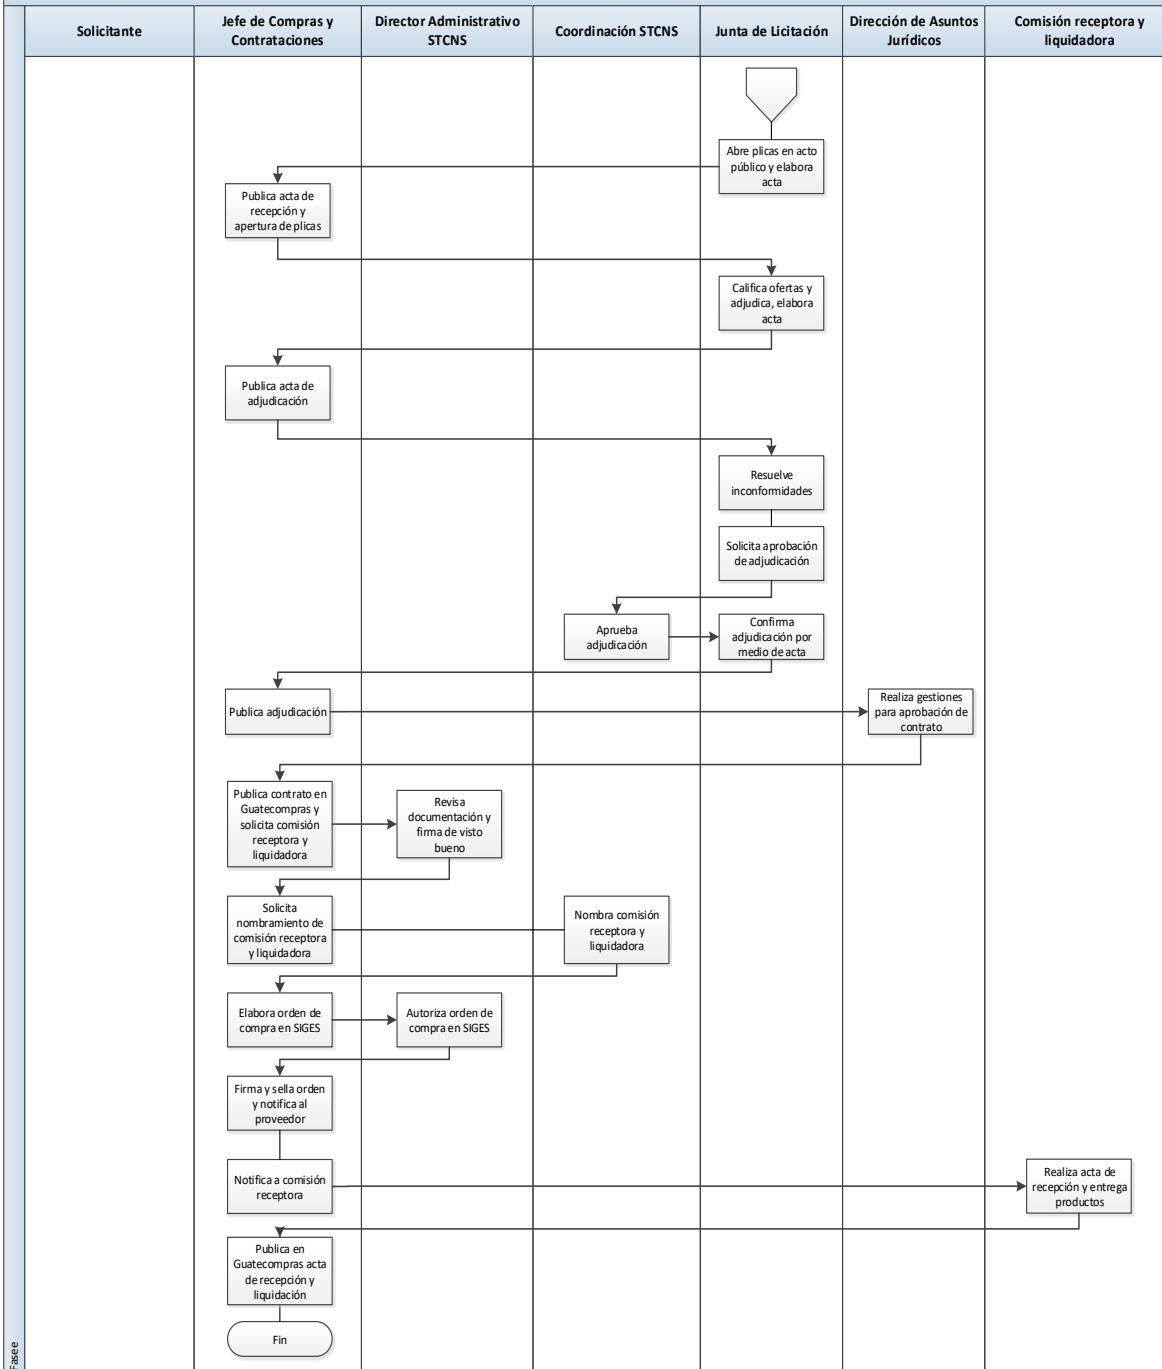 Solicitante
Jefe de Compras y
Contrataciones
Director Administrativo
STCNS
Coordinación STCNS
Junta de Licitación
Dirección de Asuntos
Jurídicos
Comisión receptora y
liquidadora
Abre plicas en acto
público y elabora
acta
Publica acta de
recepción y
apertura de plicas
Califica ofertas y
adjudica, elabora
acta
Publica acta de
adjudicación
Resuelve
inconformidades
Solicita aprobación
de adjudicación
Aprueba
adjudicación
Confirma
adjudicación por
medio de acta
Publica adjudicación
Realiza gestiones
para aprobación de
contrato
Publica contrato en
Guatecompras y
solicita comisión
receptora y
liquidadora
Revisa
documentación y
firma de visto
bueno
Solicita
nombramiento de
comisión receptora
y liquidadora
Nombra comisión
receptora y
liquidadora
Elabora orden de
compra en SIGES
Autoriza orden de
compra en SIGES
Firma y sella orden
y notifica al
proveedor
Notifica a comisión
receptora
Realiza acta de
recepción y entrega
productos
Publica en
Guatecompras acta
de recepción y
liquidación
Fin
Fasee